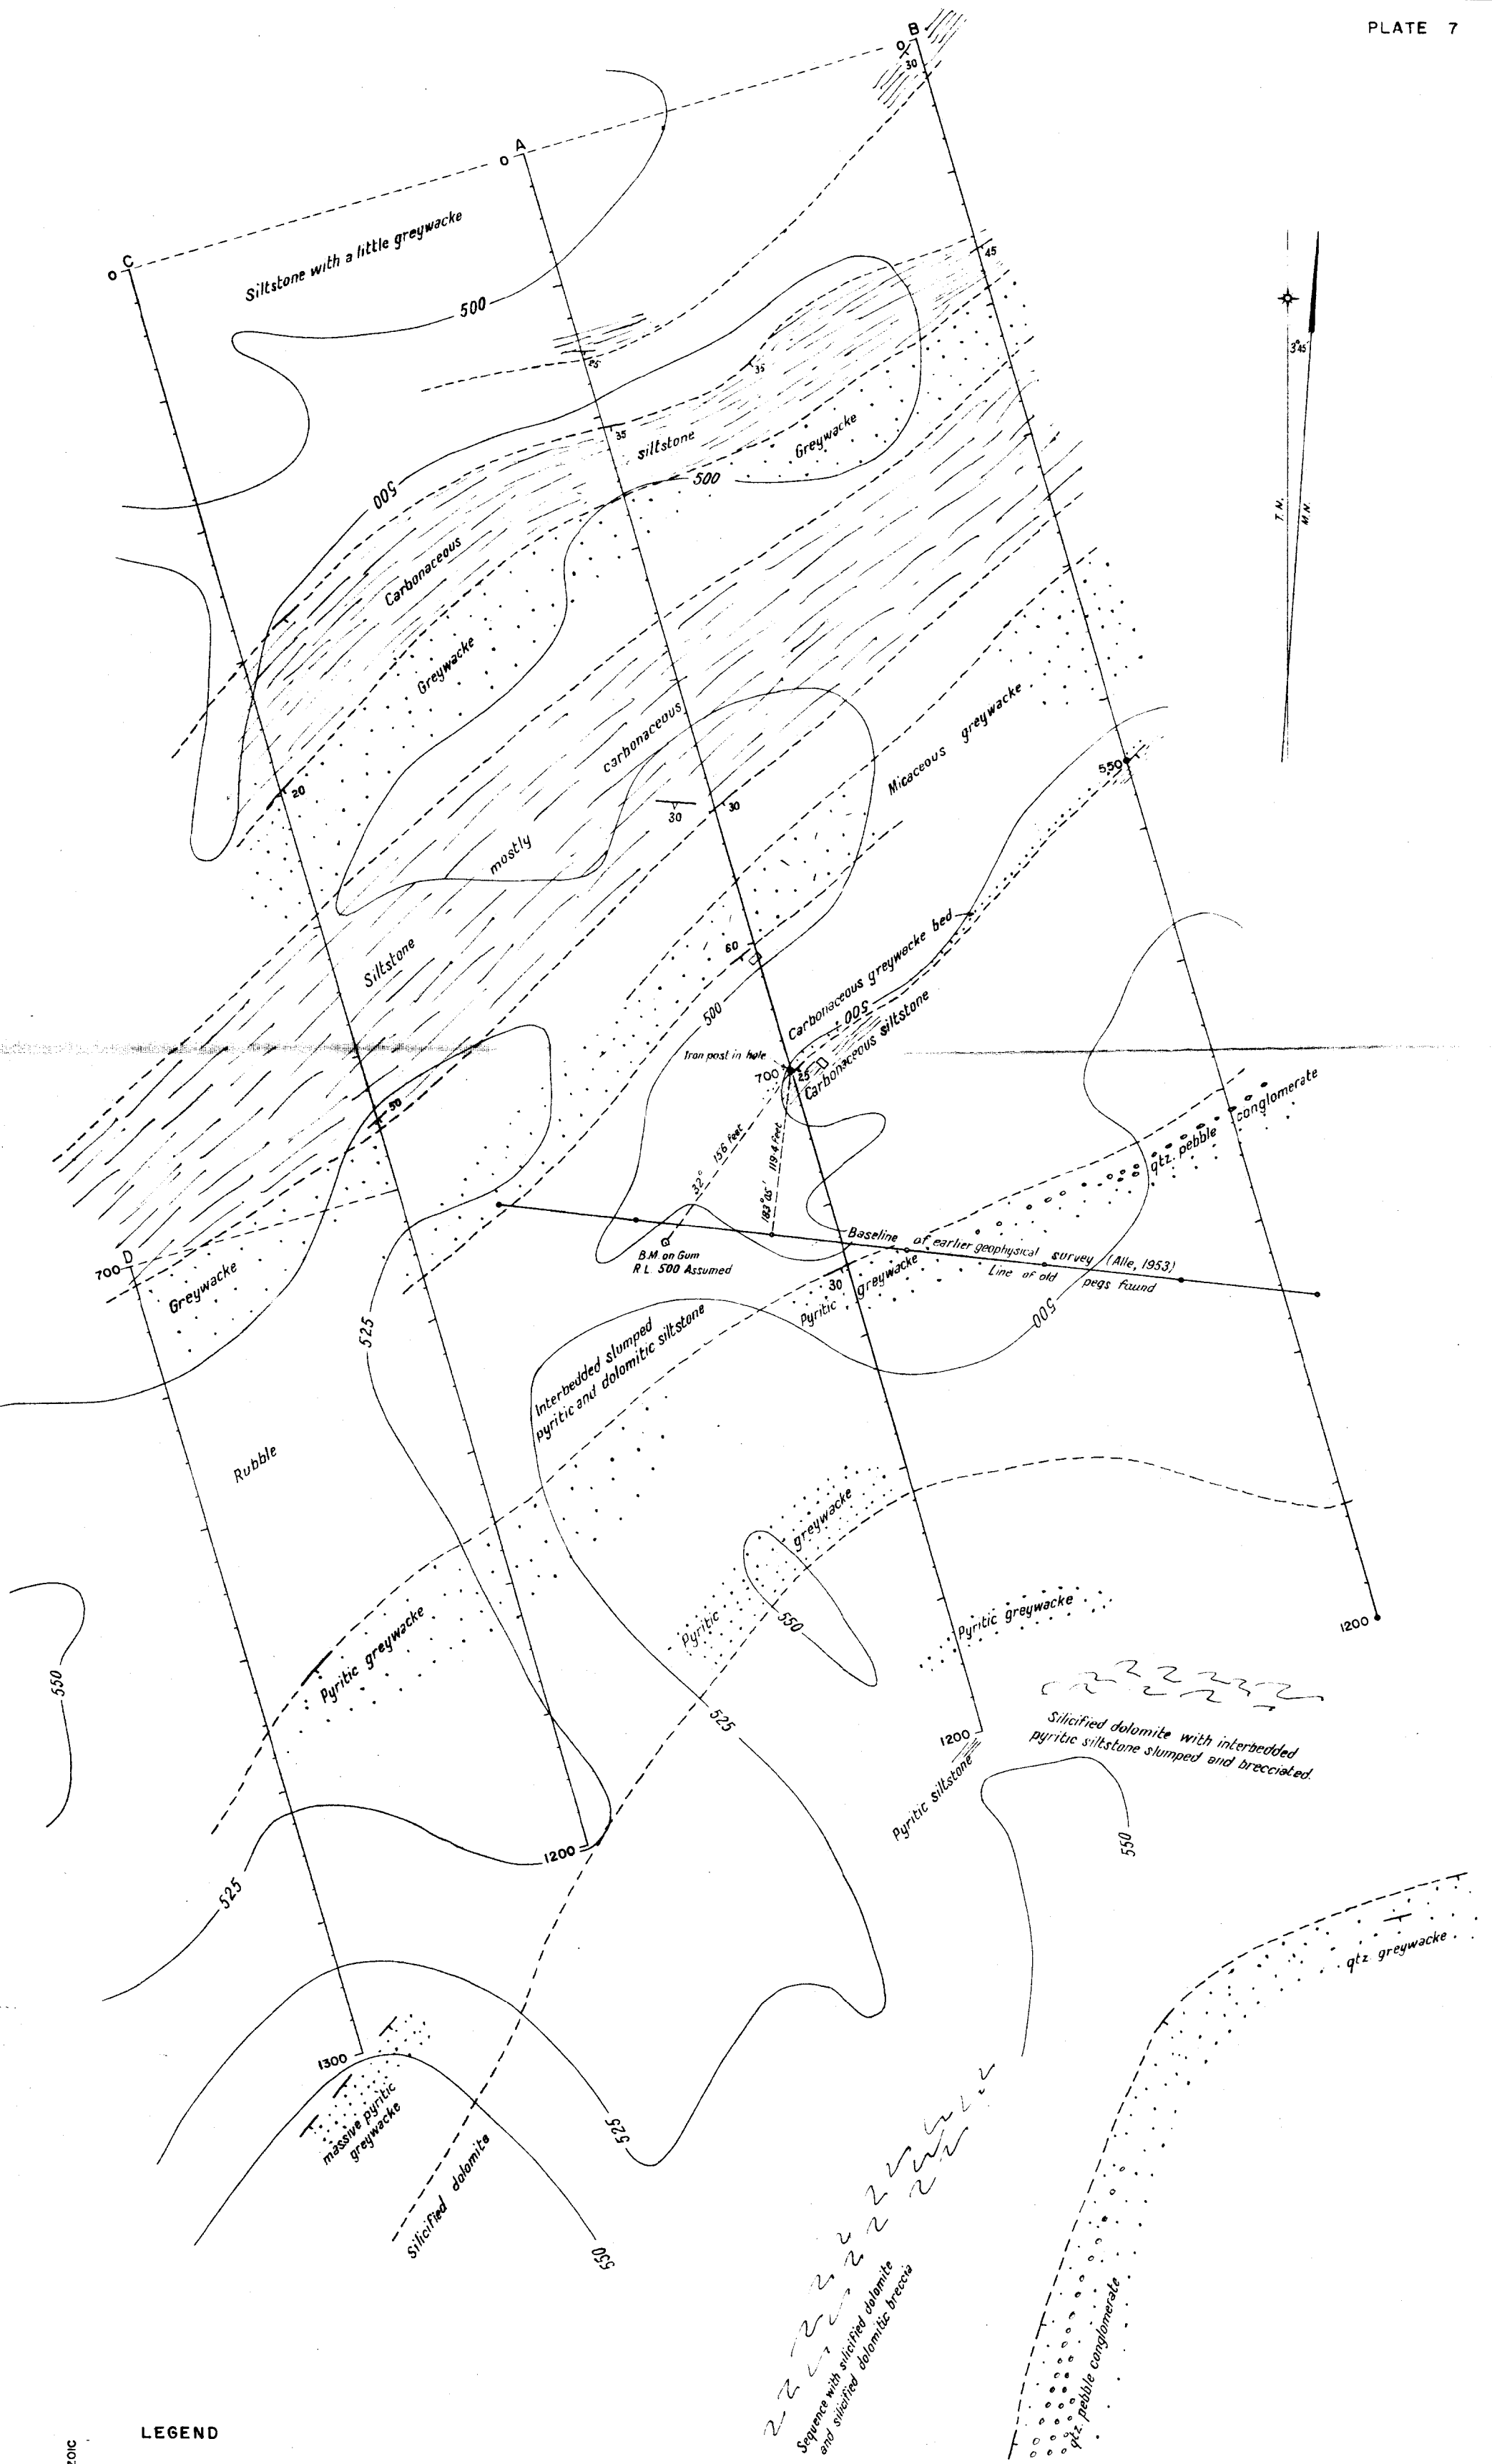 PLATE 7
B
0
30
A
0
C
0
Siltstone with a little greywacke
45
500
3°45'
25
35
35
siltstone
Greywacke
500
500
T.N.
M.N.
Carbonaceous
Greywacke
carbonaceous
Micaceous greywacke
550
20
30
30
mostly
60
Siltstone
Carbonaceous greywacke bed
500
500
Carbonaceous siltstone
Iron post in hole
700
25
50
qtz. pebble conglomerate
156 feet
32°
119.4 feet
183°05'
D
700
Greywacke
B.M. on Gum
R.L. 500 Assumed
Baseline of earlier geophysical survey (Alle, 1953)
Line of old pegs found
30
Pyritic greywacke
525
500
Interbedded slumped
pyritic and dolomitic siltstone
Rubble
greywacke
Pyritic
550
Pyritic greywacke
1200
Pyritic greywacke
550
525
1200
Silicified dolomite with interbedded
pyritic siltstone slumped and brecciated.
Pyritic siltstone
550
1200
525
qtz. greywacke
1300
massive pyritic
greywacke
525
Silicified dolomite
550
Sequence with silicified dolomite
and silicified dolomitic breccia
qtz. pebble conglomerate
LEGEND